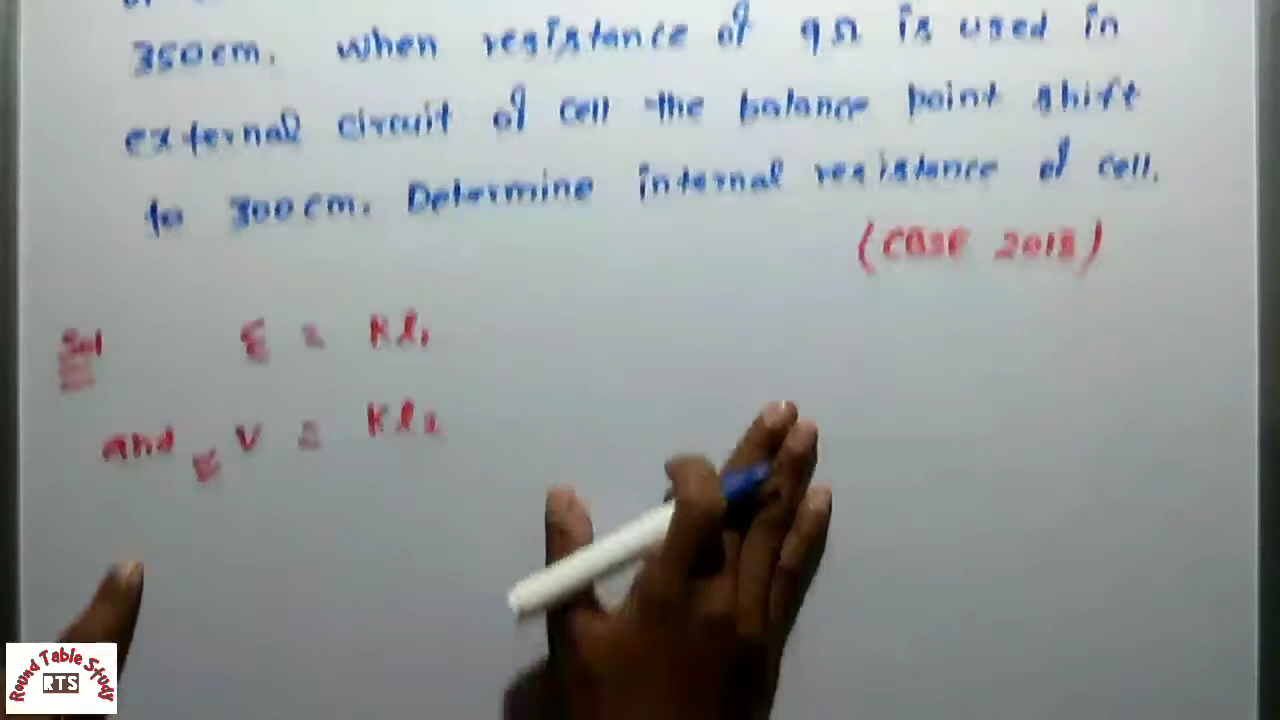 350cm. When resistance of 9Ω is used in
external circuit of cell the balance point shift
to 300cm. Determine internal resistance of cell.
(CBSE 2018)
Sol ξ = Kl₁
and ξ V = Kl₂
Round Table Study
RTS